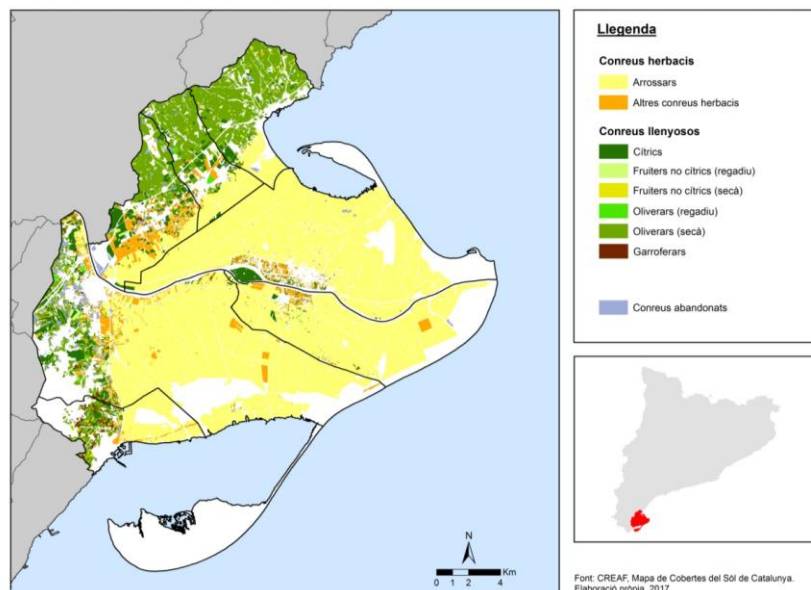 Llegenda
Conreus herbacis
Arrossars
Altres conreus herbacis
Conreus llenyosos
Cítrics
Fruiters no cítrics (regadiu)
Fruiters no cítrics (secà)
Oliverars (regadiu)
Oliverars (secà)
Garroferars
Conreus abandonats
N
Km
0 1 2 4
Font: CREAF, Mapa de Cobertes del Sòl de Catalunya.
Elaboració pròpia, 2017